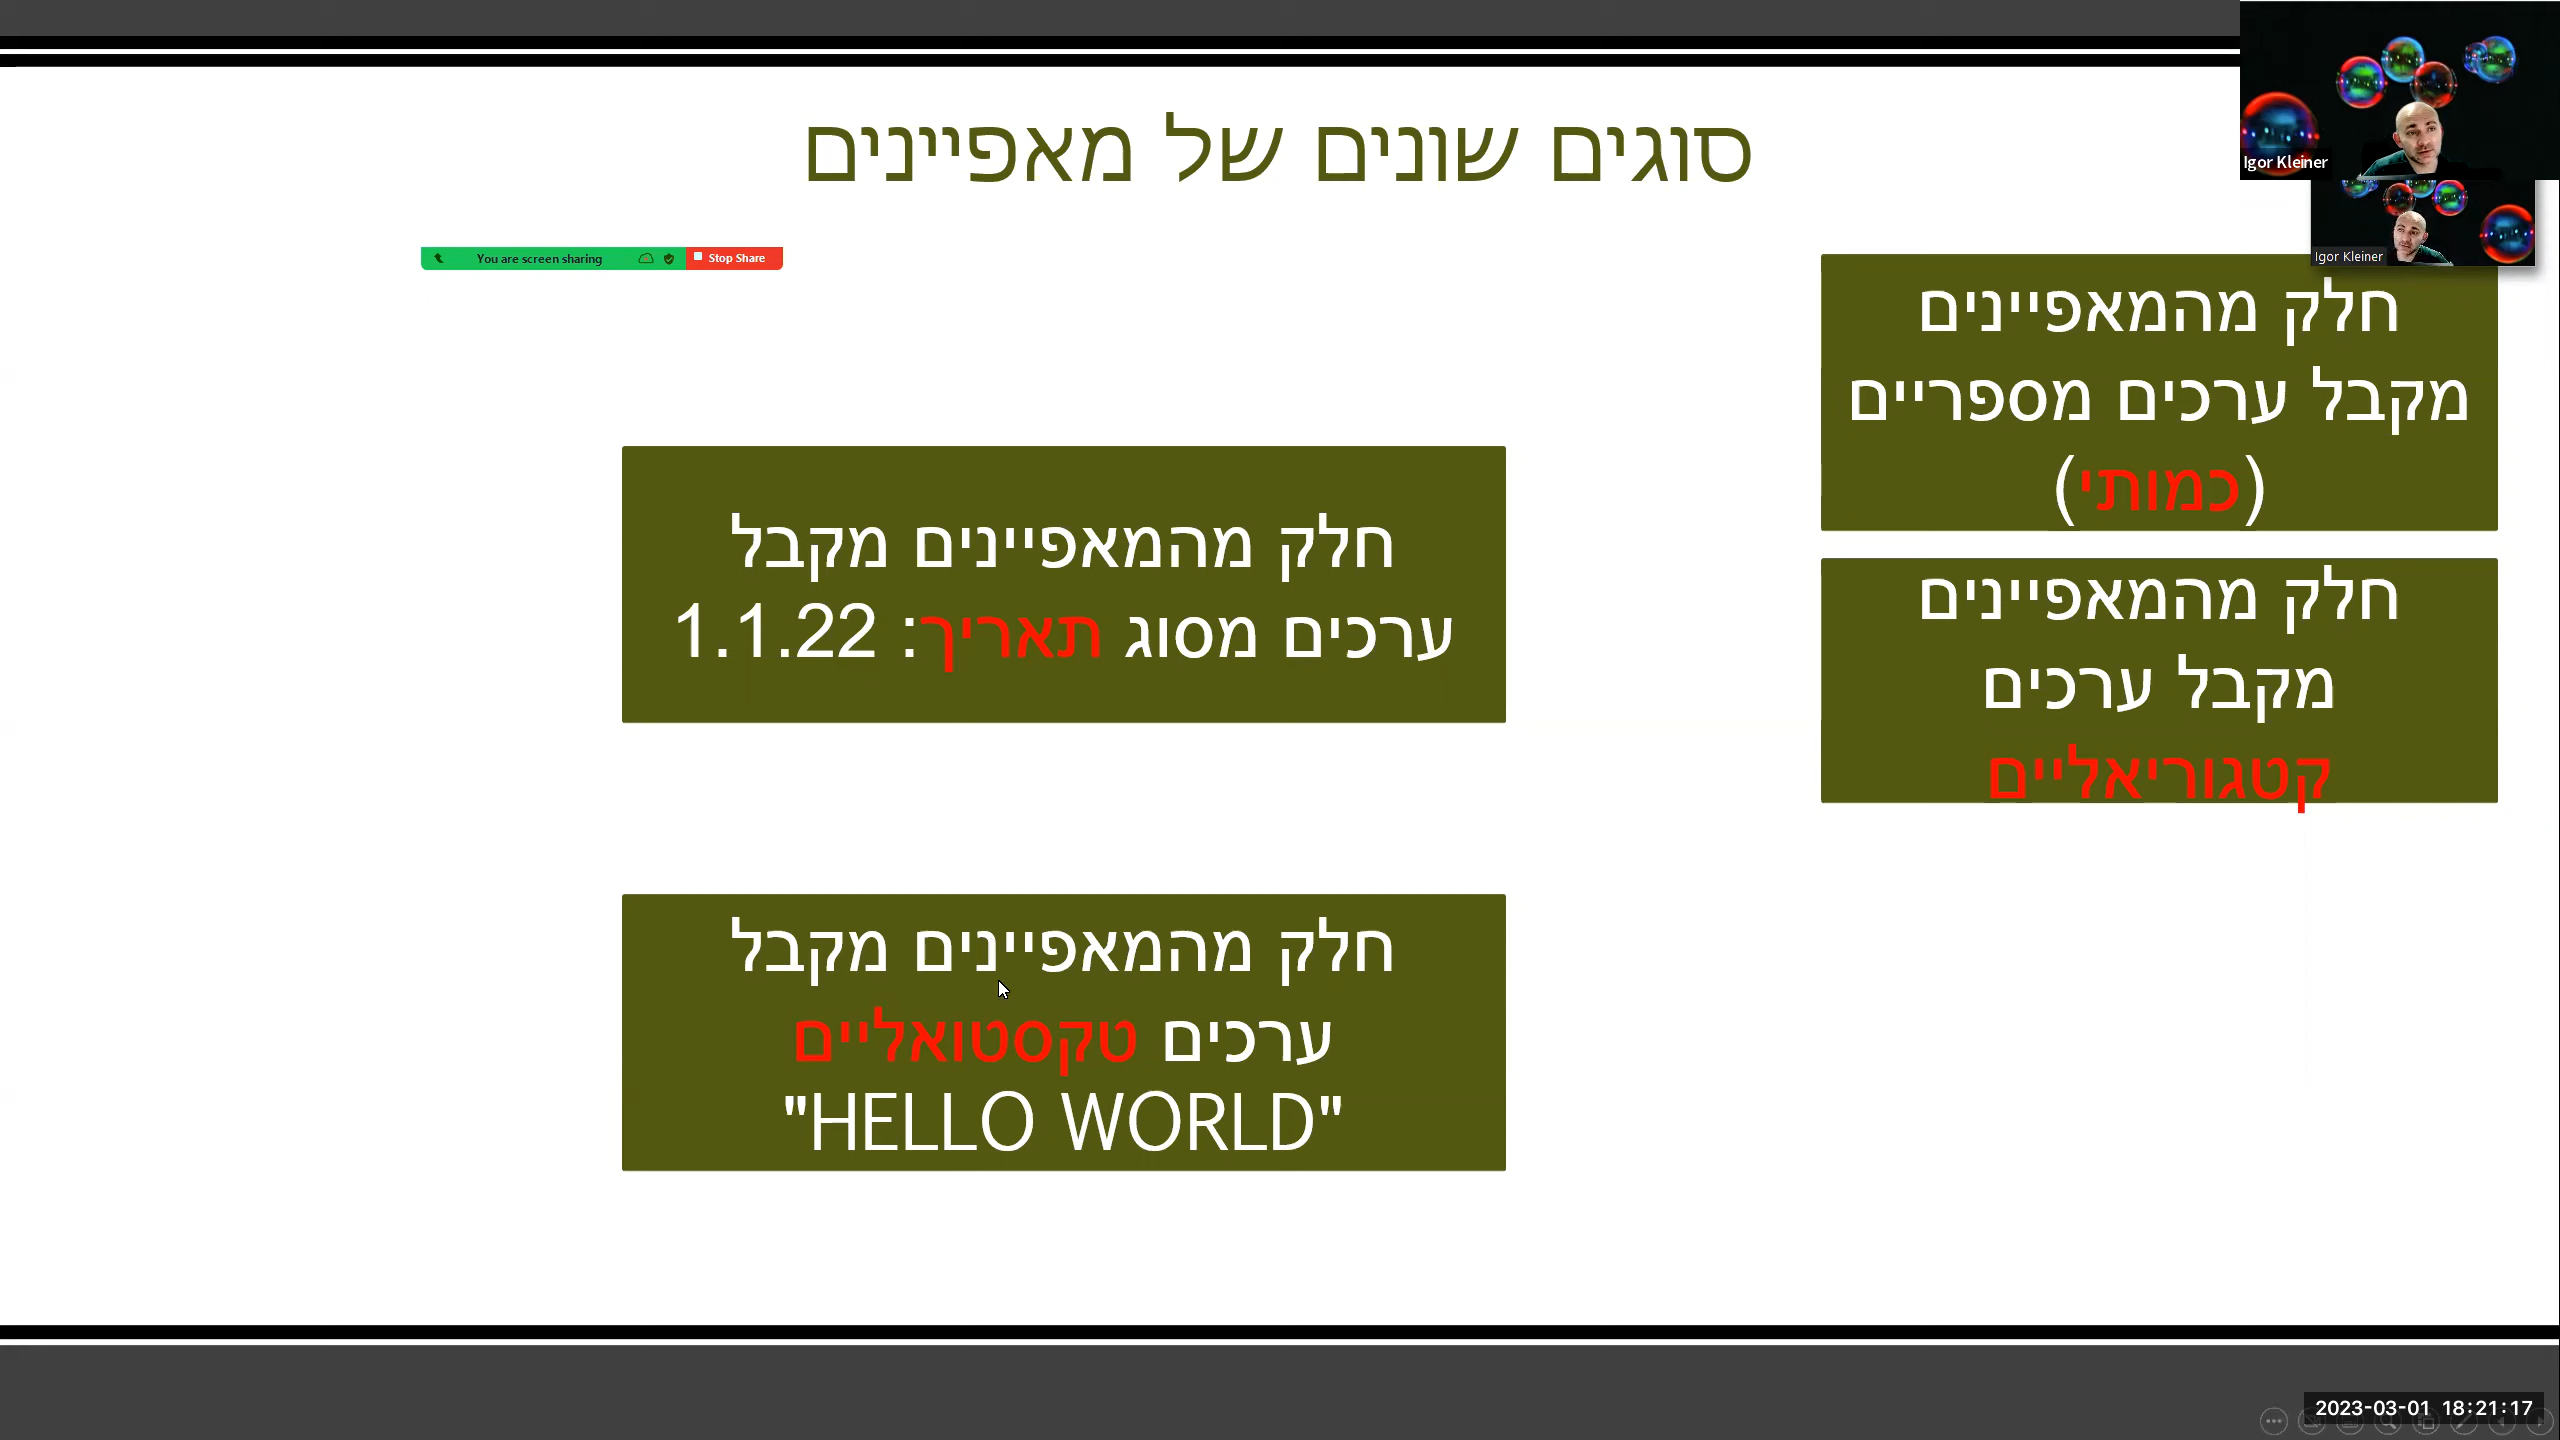 סוגים שונים של מאפיינים
Igor Kleiner
Igor Kleiner
You are screen sharing
Stop Share
חלק מהמאפיינים
מקבל ערכים מספריים
(כמותי)
חלק מהמאפיינים
מקבל ערכים
קטגוריאליים
חלק מהמאפיינים מקבל
ערכים מסוג תאריך: 1.1.22
חלק מהמאפיינים מקבל
ערכים טקסטואליים
"HELLO WORLD"
2023-03-01 18:21:17